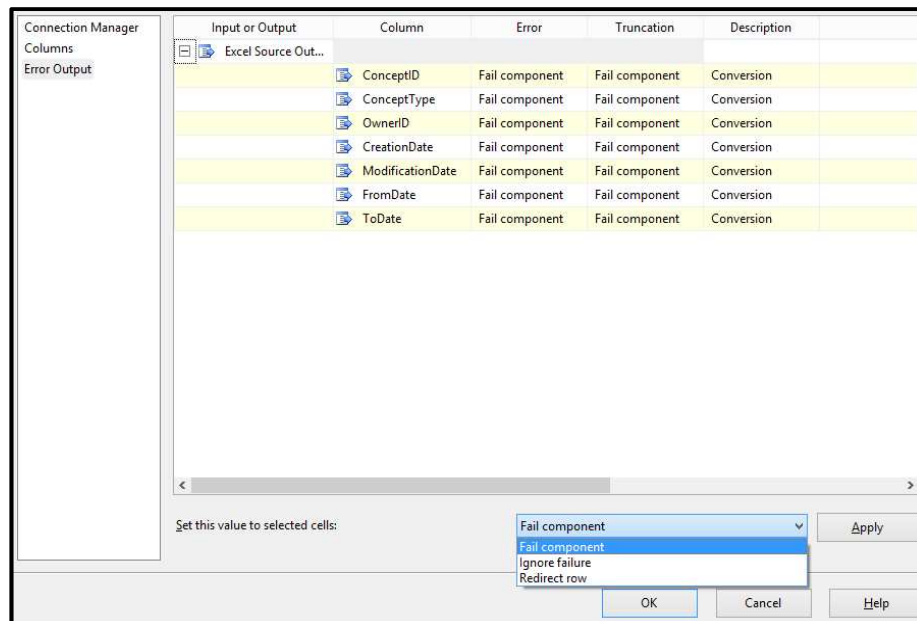 Connection Manager
Columns
Error Output
Input or Output Column Error Truncation Description
Excel Source Out...
ConceptID Fail component Fail component Conversion
ConceptType Fail component Fail component Conversion
OwnerID Fail component Fail component Conversion
CreationDate Fail component Fail component Conversion
ModificationDate Fail component Fail component Conversion
FromDate Fail component Fail component Conversion
ToDate Fail component Fail component Conversion
Set this value to selected cells: Fail component Apply
Fail component
Ignore failure
Redirect row
OK Cancel Help